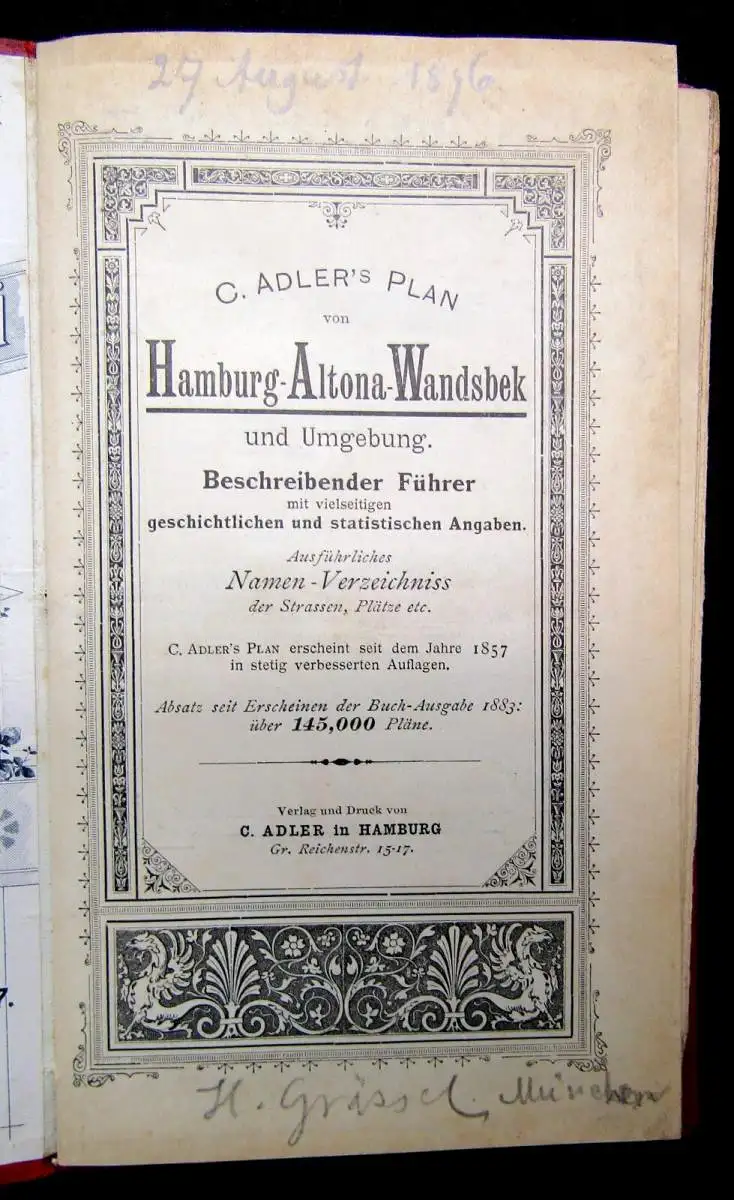 27 August 1896
C. ADLER'S PLAN
von
Hamburg-Altona-Wandsbek
und Umgebung.
Beschreibender Führer
mit vielseitigen
geschichtlichen und statistischen Angaben.
Ausführliches
Namen-Verzeichniss
der Strassen, Plätze etc.
C. ADLER'S PLAN erscheint seit dem Jahre 1857
in stetig verbesserten Auflagen.
Absatz seit Erscheinen der Buch-Ausgabe 1883:
über 145,000 Pläne.
Verlag und Druck von
C. ADLER in HAMBURG
Gr. Reichenstr. 15-17.
H. Grässel, München